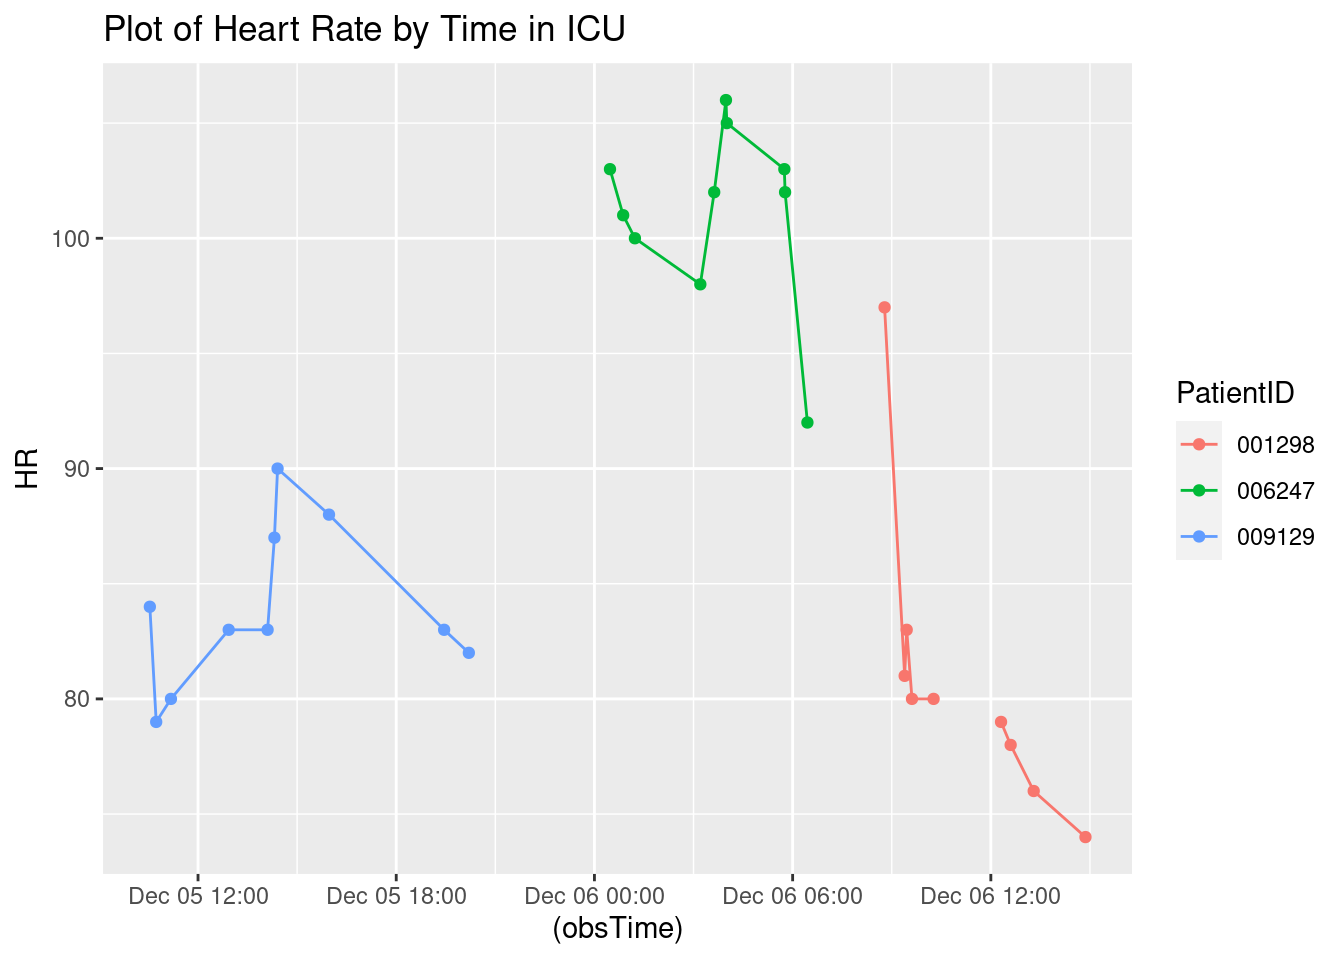 Plot of Heart Rate by Time in ICU
HR
100
90
80
Dec 05 12:00 Dec 05 18:00 Dec 06 00:00 Dec 06 06:00 Dec 06 12:00
(obsTime)
PatientID
001298
006247
009129